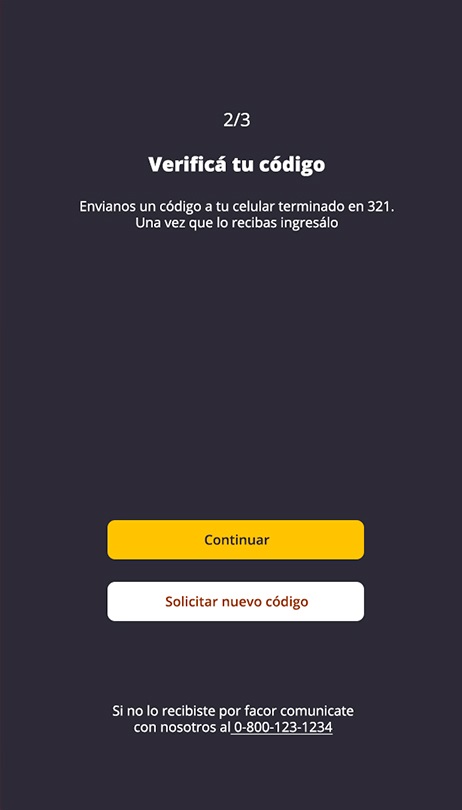 2/3
Verificá tu código
Envianos un código a tu celular terminado en 321.
Una vez que lo recibas ingresálo
Continuar
Solicitar nuevo código
Si no lo recibiste por facor comunicate
con nosotros al 0-800-123-1234